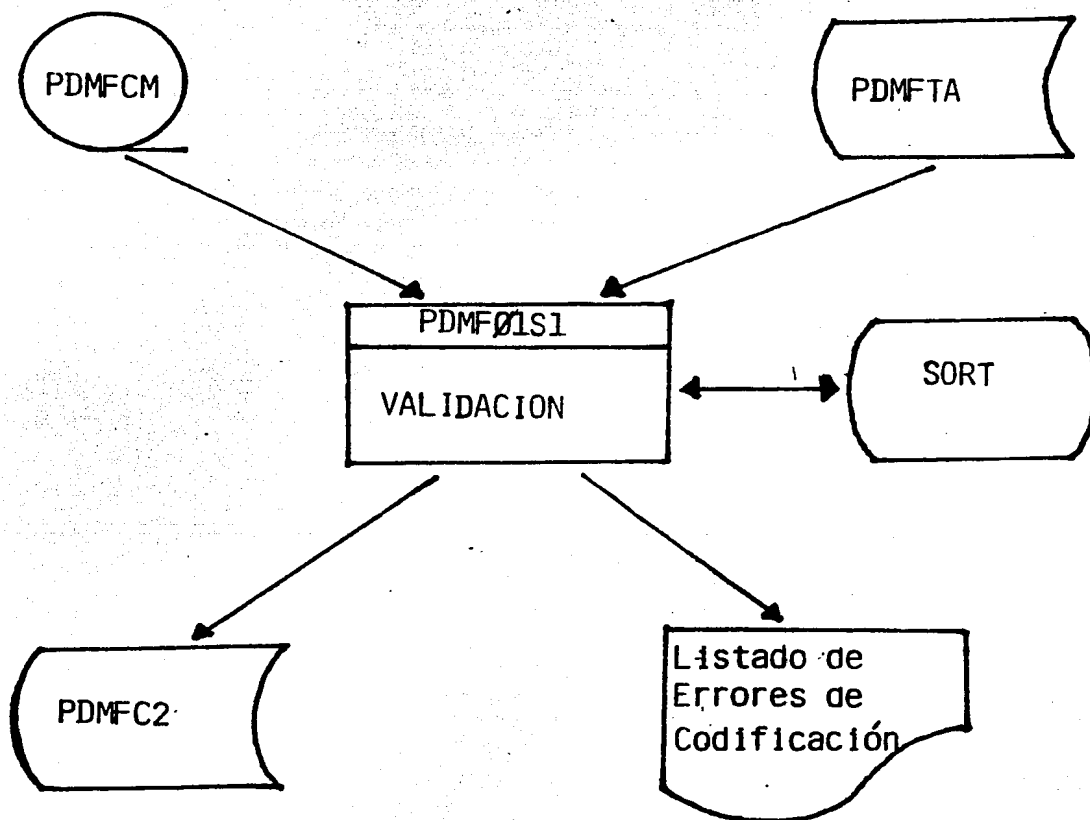 PDMFCM
PDMFTA
PDMFØ1S1
VALIDACION
SORT
PDMFC2
Listado de
Errores de
Codificación